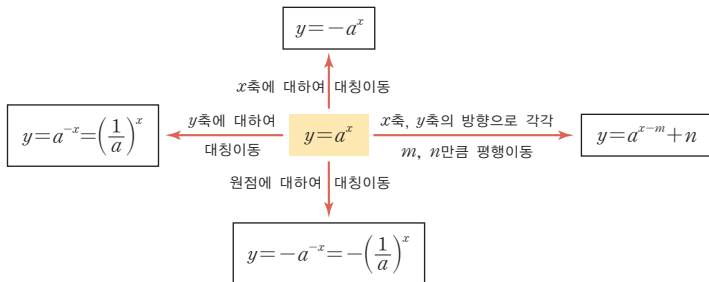 y=-a^x
x축에 대하여 대칭이동
y=a^{-x}=(1/a)^x
y축에 대하여
대칭이동
y=a^x
x축, y축의 방향으로 각각
m, n만큼 평행이동
y=a^{x-m}+n
원점에 대하여 대칭이동
y=-a^{-x}=-(1/a)^x